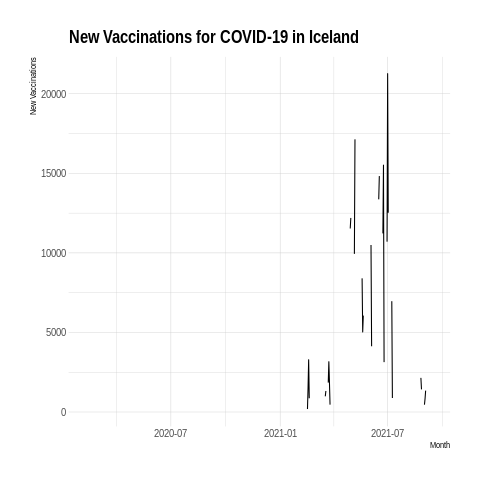 New Vaccinations for COVID-19 in Iceland
New Vaccinations
20000
15000
10000
5000
0
2020-07 2021-01 2021-07
Month